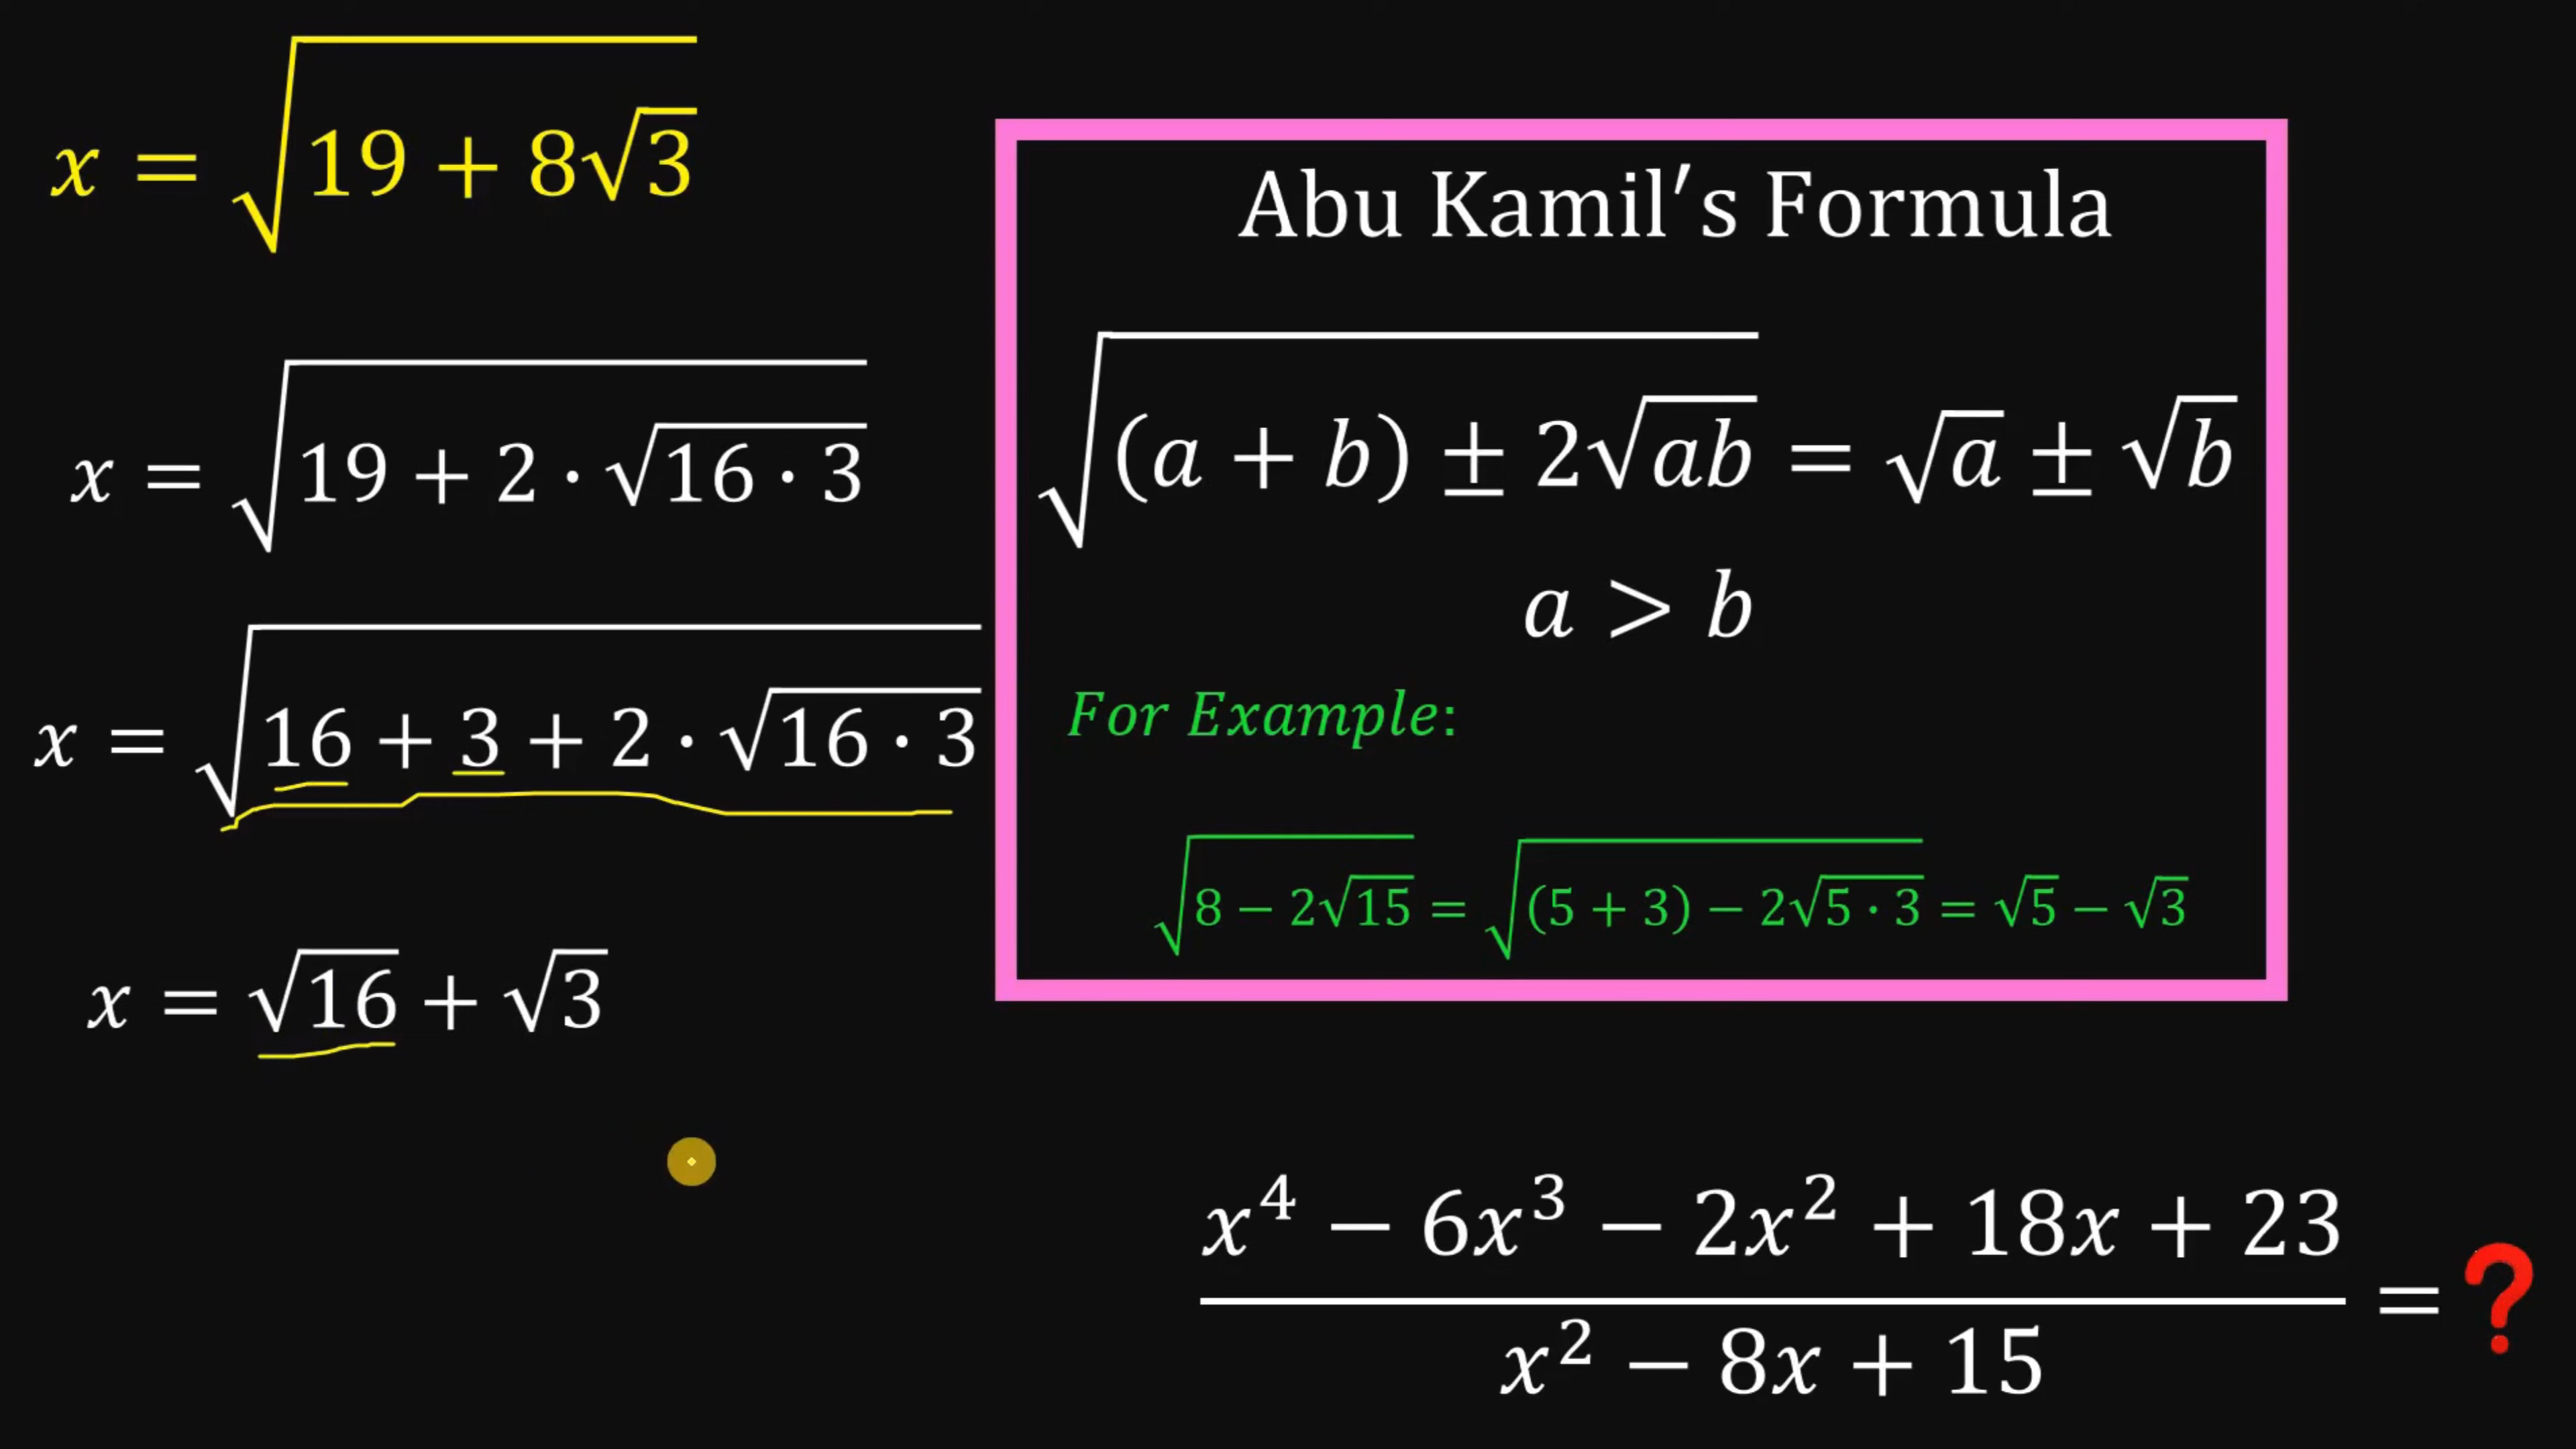 x = √(19 + 8√3)
x = √(19 + 2 · √(16 · 3))
x = √(16 + 3 + 2 · √(16 · 3))
x = √16 + √3
Abu Kamil′s Formula
√((a + b) ± 2√(ab)) = √a ± √b
a > b
For Example:
√(8 − 2√15) = √((5 + 3) − 2√(5 · 3)) = √5 − √3
(x⁴ − 6x³ − 2x² + 18x + 23) / (x² − 8x + 15) = ?